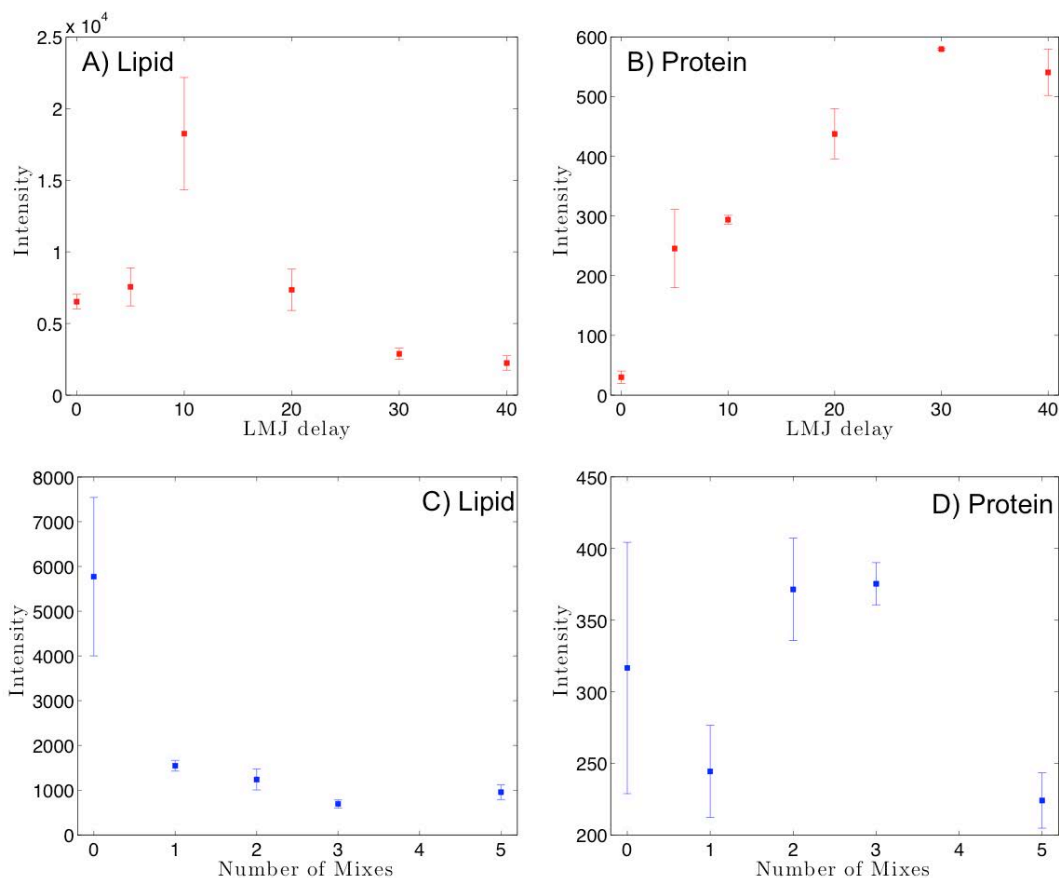 x 10⁴
A) Lipid
2.5
2
1.5
1
0.5
0
Intensity
0 10 20 30 40
LMJ delay
B) Protein
600
500
400
300
200
100
0
Intensity
0 10 20 30 40
LMJ delay
C) Lipid
8000
7000
6000
5000
4000
3000
2000
1000
0
Intensity
0 1 2 3 4 5
Number of Mixes
D) Protein
450
400
350
300
250
200
Intensity
0 1 2 3 4 5
Number of Mixes